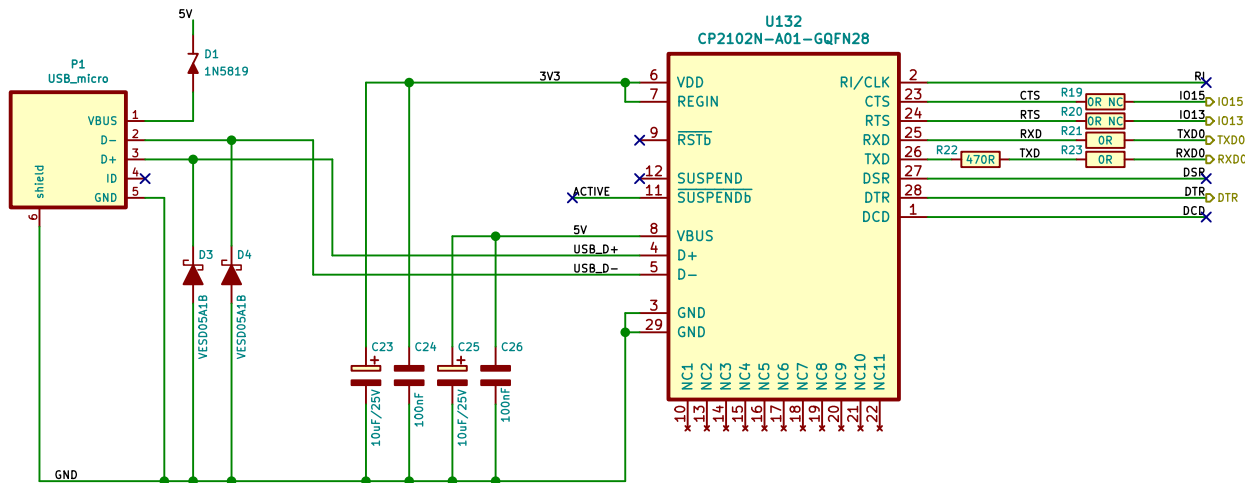 5V
D1
1N5819
P1
USB_micro
VBUS 1
D- 2
D+ 3
ID 4
GND 5
shield
6
D3
VESD05A1B
D4
VESD05A1B
GND
C23
10uF/25V
C24
100nF
C25
10uF/25V
C26
100nF
3V3
ACTIVE
5V
USB_D+
USB_D-
U132
CP2102N-A01-GQFN28
6 VDD
7 REGIN
9 RSTb
12 SUSPEND
11 SUSPENDb
8 VBUS
4 D+
5 D-
3 GND
29 GND
RI/CLK 2
CTS 23
RTS 24
RXD 25
TXD 26
DSR 27
DTR 28
DCD 1
NC1 NC2 NC3 NC4 NC5 NC6 NC7 NC8 NC9 NC10 NC11
10 13 14 15 16 17 18 19 20 21 22
RI
CTS R19 0R NC IO15 IO15
RTS R20 0R NC IO13 IO13
RXD R21 0R TXD0 TXD0
R22 470R TXD R23 0R RXD0 RXD0
DSR
DTR DTR
DCD